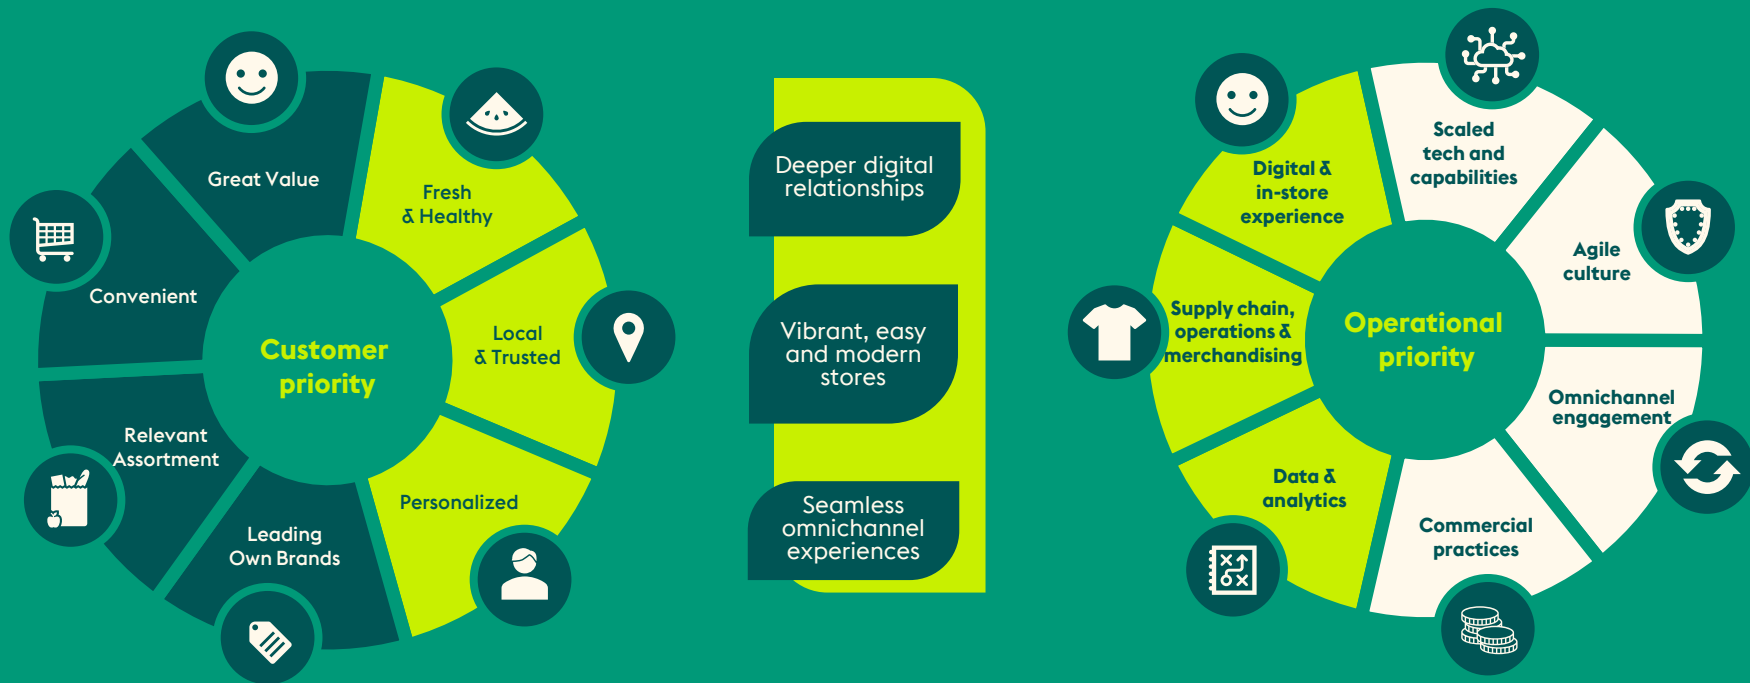 Great Value
Fresh
& Healthy
Local
& Trusted
Personalized
Leading
Own Brands
Relevant
Assortment
Convenient
Customer
priority
Deeper digital
relationships
Vibrant, easy
and modern
stores
Seamless
omnichannel
experiences
Digital &
in-store
experience
Scaled
tech and
capabilities
Agile
culture
Omnichannel
engagement
Commercial
practices
Data &
analytics
Supply chain,
operations &
merchandising
Operational
priority